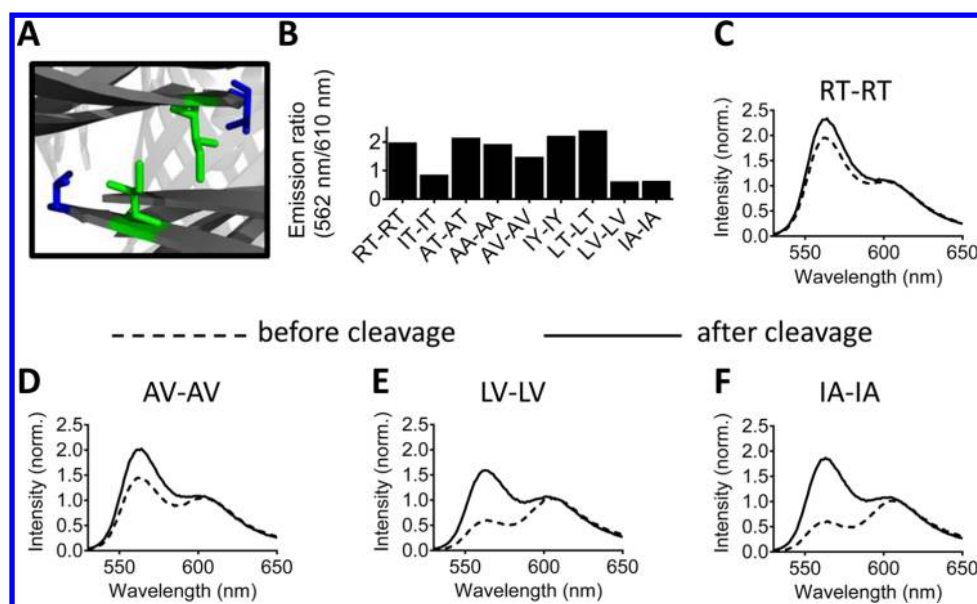 A
B
C
Emission ratio
(562 nm/610 nm)
2
1
0
RT-RT
IT-IT
AT-AT
AA-AA
AV-AV
IY-IY
LT-LT
LV-LV
IA-IA
RT-RT
Intensity (norm.)
2.5
2.0
1.5
1.0
0.5
0.0
550 600 650
Wavelength (nm)
before cleavage
after cleavage
D
AV-AV
Intensity (norm.)
2.5
2.0
1.5
1.0
0.5
0.0
550 600 650
Wavelength (nm)
E
LV-LV
Intensity (norm.)
2.5
2.0
1.5
1.0
0.5
0.0
550 600 650
Wavelength (nm)
F
IA-IA
Intensity (norm.)
2.5
2.0
1.5
1.0
0.5
0.0
550 600 650
Wavelength (nm)